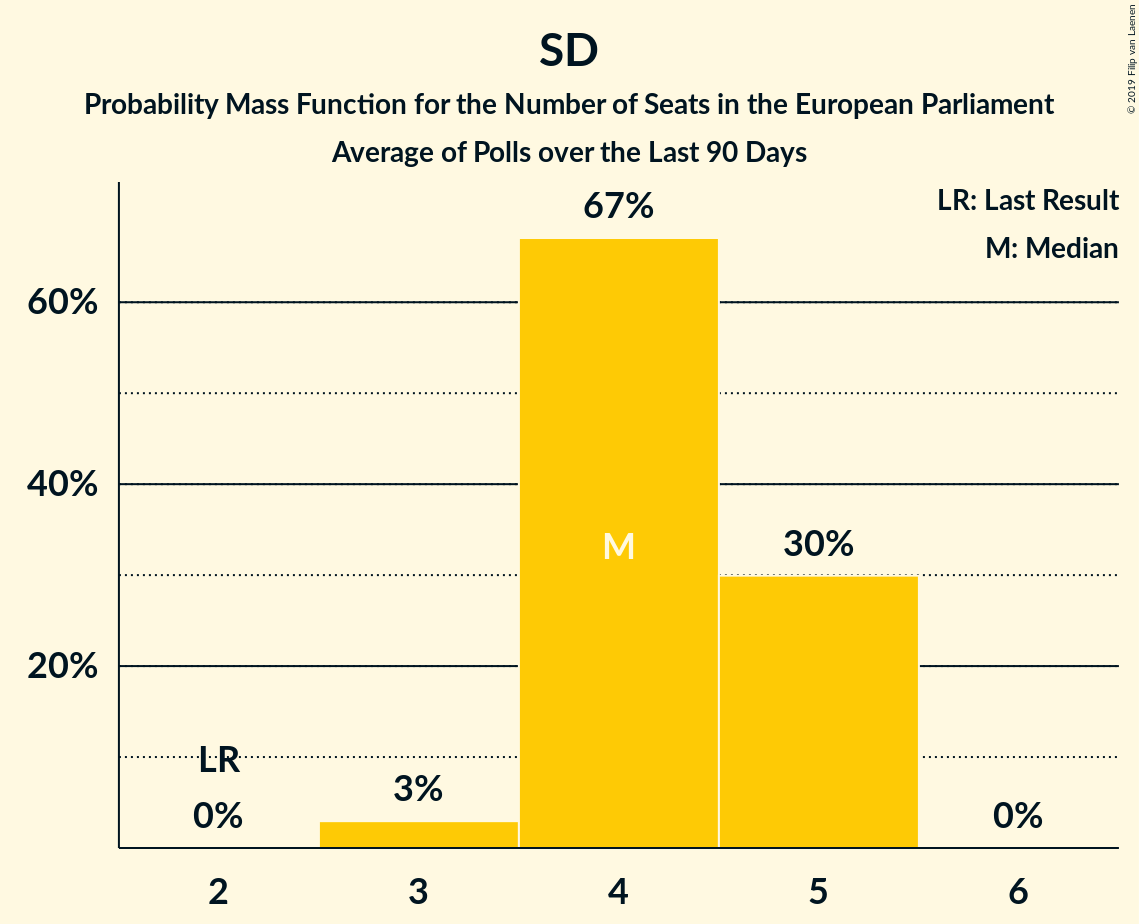 SD
Probability Mass Function for the Number of Seats in the European Parliament
Average of Polls over the Last 90 Days
© 2019 Filip van Laenen
LR: Last Result
M: Median
67%
60%
M
40%
30%
20%
LR
3%
0%
0%
2 3 4 5 6